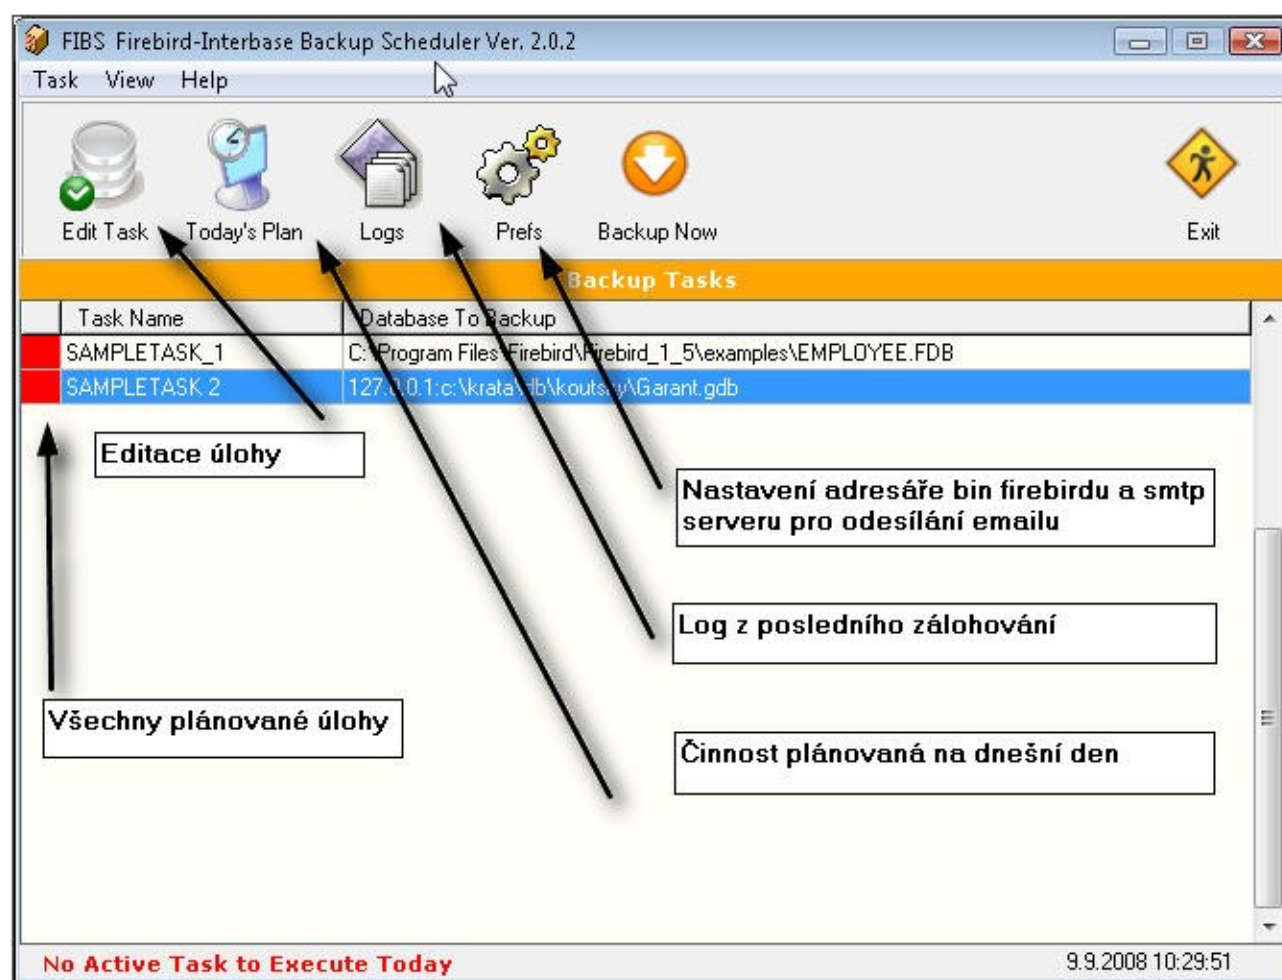 FIBS Firebird-Interbase Backup Scheduler Ver. 2.0.2
Task View Help
Edit Task Today's Plan Logs Prefs Backup Now Exit
Backup Tasks
Task Name Database To Backup
SAMPLETASK_1 C:\Program Files\Firebird\Firebird_1_5\examples\EMPLOYEE.FDB
SAMPLETASK 2 127.0.0.1:c:\krata\db\koutsky\Garant.gdb
Editace úlohy
Nastavení adresáře bin firebirdu a smtp
serveru pro odesílání emailu
Log z posledního zálohování
Všechny plánované úlohy
Činnost plánovaná na dnešní den
No Active Task to Execute Today 9.9.2008 10:29:51